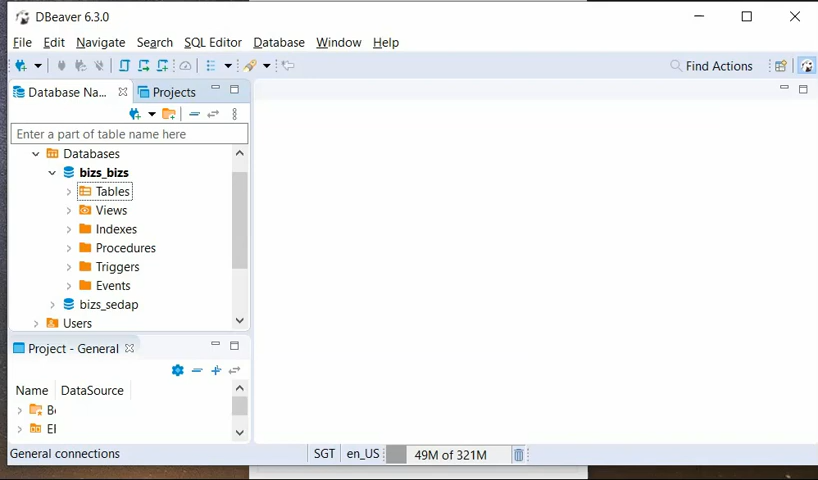 DBeaver 6.3.0
File Edit Navigate Search SQL Editor Database Window Help
Find Actions
Database Na... Projects
Enter a part of table name here
Databases
bizs_bizs
Tables
Views
Indexes
Procedures
Triggers
Events
bizs_sedap
Users
Project - General
Name DataSource
General connections SGT en_US 49M of 321M